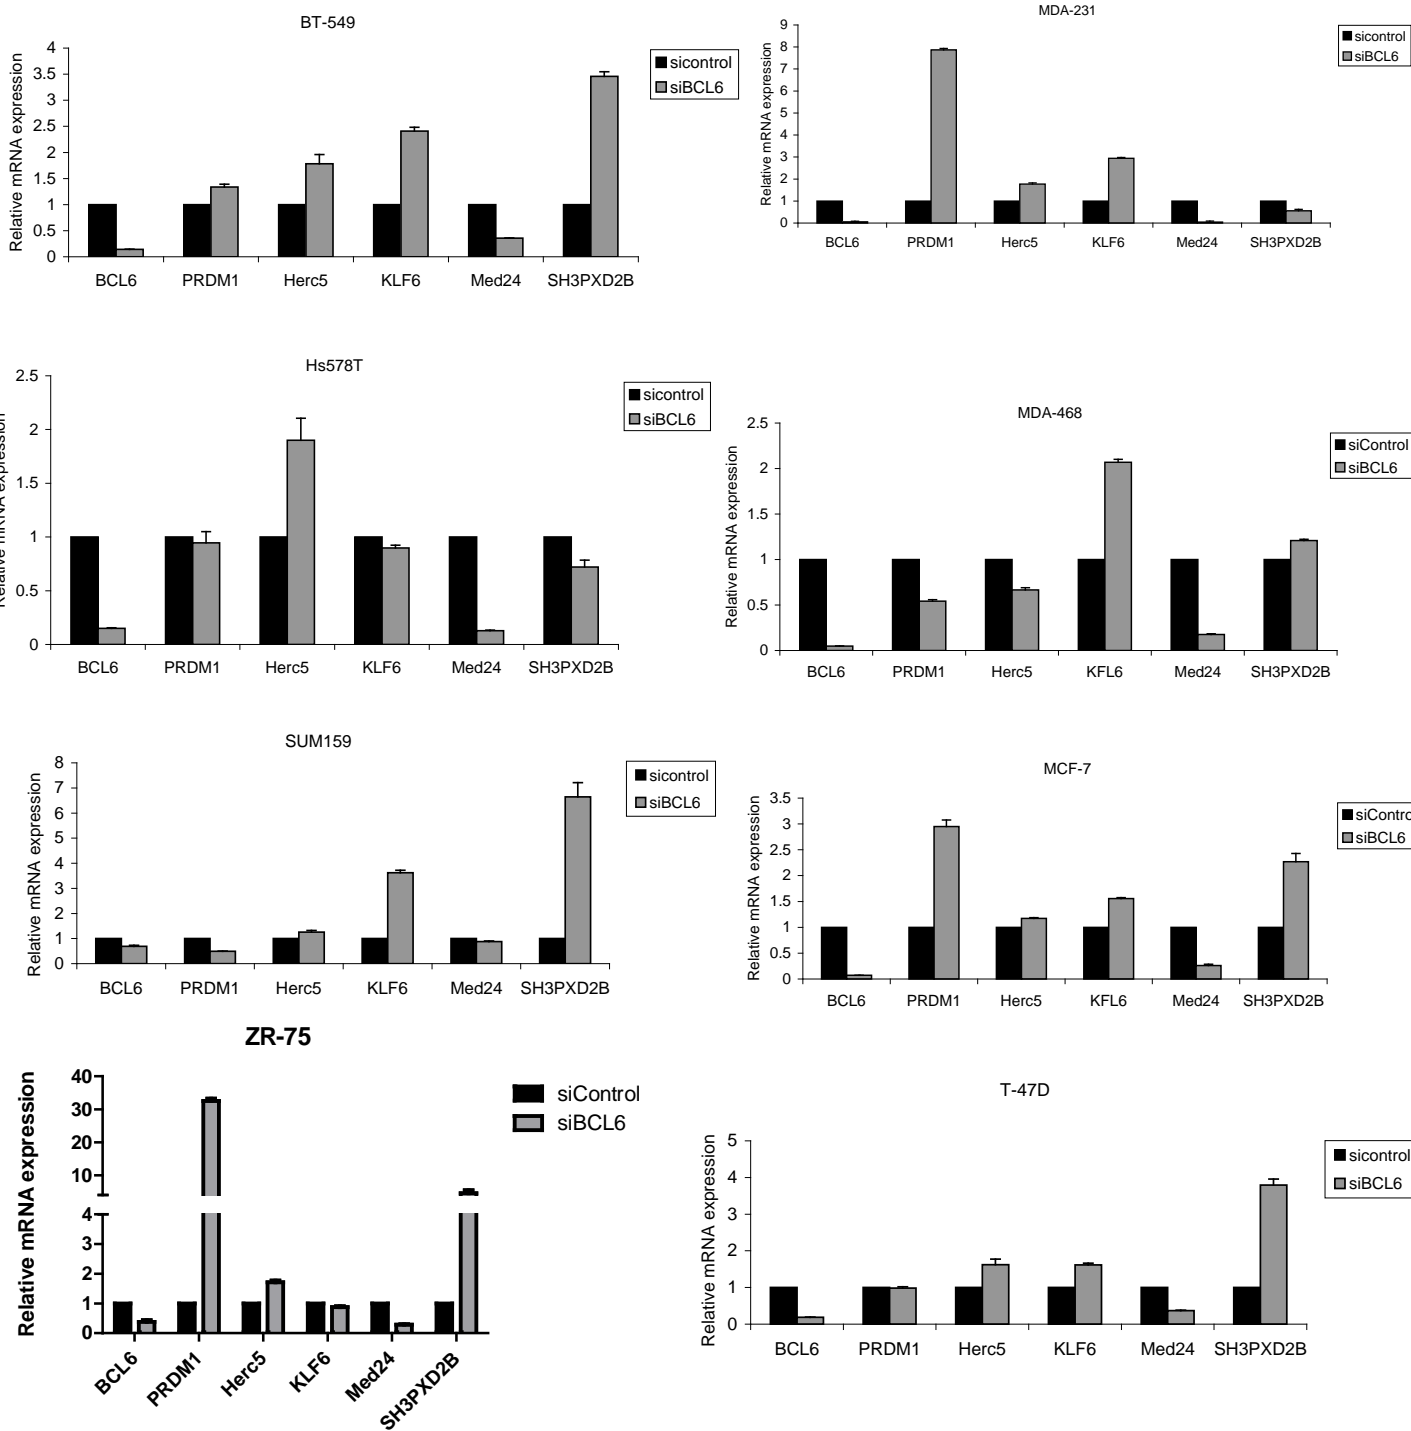 BT-549
Relative mRNA expression
4
3.5
3
2.5
2
1.5
1
0.5
0
BCL6 PRDM1 Herc5 KLF6 Med24 SH3PXD2B
sicontrol
siBCL6
MDA-231
Relative mRNA expression
9
8
7
6
5
4
3
2
1
0
BCL6 PRDM1 Herc5 KLF6 Med24 SH3PXD2B
sicontrol
siBCL6
Hs578T
Relative mRNA expression
2.5
2
1.5
1
0.5
0
BCL6 PRDM1 Herc5 KLF6 Med24 SH3PXD2B
sicontrol
siBCL6
MDA-468
Relative mRNA expression
2.5
2
1.5
1
0.5
0
BCL6 PRDM1 Herc5 KFL6 Med24 SH3PXD2B
siControl
siBCL6
SUM159
Relative mRNA expression
8
7
6
5
4
3
2
1
0
BCL6 PRDM1 Herc5 KLF6 Med24 SH3PXD2B
sicontrol
siBCL6
MCF-7
Relative mRNA expression
3.5
3
2.5
2
1.5
1
0.5
0
BCL6 PRDM1 Herc5 KFL6 Med24 SH3PXD2B
siContro
siBCL6
ZR-75
Relative mRNA expression
40
30
20
10
4
3
2
1
0
BCL6 PRDM1 Herc5 KLF6 Med24 SH3PXD2B
siControl
siBCL6
T-47D
Relative mRNA expression
5
4
3
2
1
0
BCL6 PRDM1 Herc5 KLF6 Med24 SH3PXD2B
sicontrol
siBCL6